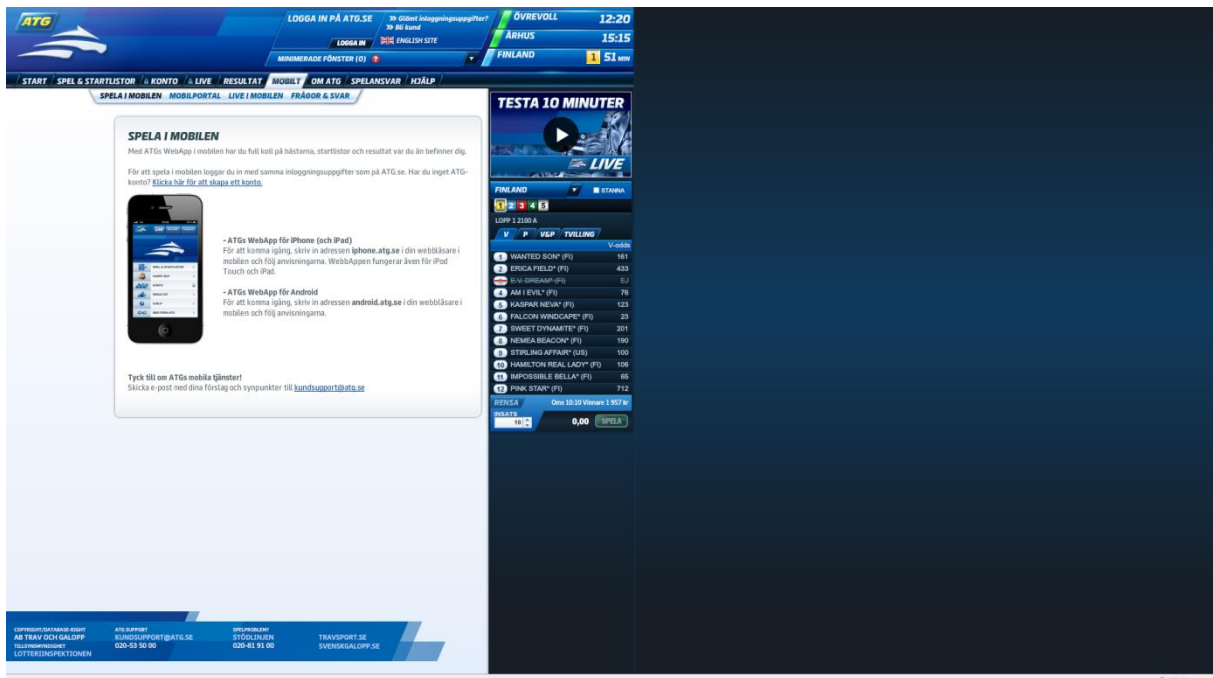 ATG
LOGGA IN PÅ ATG.SE
>> Glömt inloggningsuppgifter?
>> Bli kund
LOGGA IN
ENGLISH SITE
MINIMERADE FÖNSTER (0)
ÖVREVOLL 12:20
ÅRHUS 15:15
FINLAND 1 51 MIN
START / SPEL & STARTLISTOR / KONTO / LIVE / RESULTAT / MOBILT / OM ATG / SPELANSVAR / HJÄLP
SPELA I MOBILEN MOBILPORTAL LIVE I MOBILEN FRÅGOR & SVAR
SPELA I MOBILEN
Med ATGs WebApp i mobilen har du full koll på hästarna, startlistor och resultat var du än befinner dig.
För att spela i mobilen loggar du in med samma inloggningsuppgifter som på ATG.se. Har du inget ATG-
konto? Klicka här för att skapa ett konto.
- ATGs WebApp för iPhone (och iPad)
För att komma igång, skriv in adressen iphone.atg.se i din webbläsare i
mobilen och följ anvisningarna. WebbAppen fungerar även för iPod
Touch och iPad.
- ATGs WebApp för Android
För att komma igång, skriv in adressen android.atg.se i din webbläsare i
mobilen och följ anvisningarna.
Tyck till om ATGs mobila tjänster!
Skicka e-post med dina förslag och synpunkter till kundsupport@atg.se
TESTA 10 MINUTER
LIVE
FINLAND
STANNA
1 2 3 4 5
LOPP 1 2100 A
V P V&P TVILLING
V-odds
1 WANTED SON* (FI) 161
2 ERICA FIELD* (FI) 433
E.V. DREAM* (FI) EJ
4 AM I EVIL* (FI) 76
5 KASPAR NEVA* (FI) 123
6 FALCON WINDCAPE* (FI) 23
7 SWEET DYNAMITE* (FI) 201
8 NEMEA BEACON* (FI) 190
9 STIRLING AFFAIR* (US) 100
10 HAMILTON REAL LADY* (FI) 106
11 IMPOSSIBLE BELLA* (FI) 65
12 PINK STAR* (FI) 712
RENSA Oms 10:10 Vinnare 1 957 kr
INSATS
10 0,00 SPELA
COPYRIGHT/DATABASE-RIGHT
AB TRAV OCH GALOPP
TILLSYNSMYNDIGHET
LOTTERIINSPEKTIONEN
ATG SUPPORT
KUNDSUPPORT@ATG.SE
020-53 50 00
SPELPROBLEM?
STÖDLINJEN
020-81 91 00
TRAVSPORT.SE
SVENSKGALOPP.SE